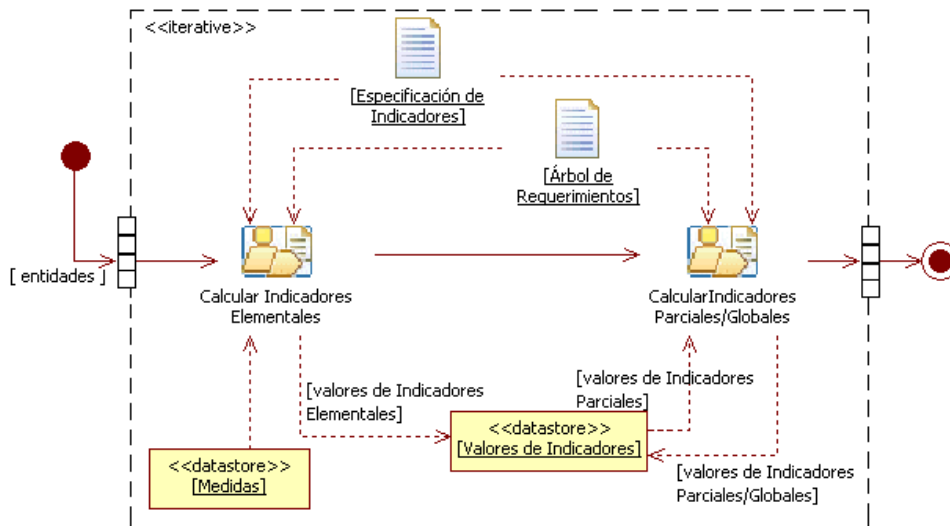 <<iterative>>
[Especificación de
Indicadores]
[Árbol de
Requerimientos]
[ entidades ]
Calcular Indicadores
Elementales
CalcularIndicadores
Parciales/Globales
[valores de Indicadores
Elementales]
[valores de Indicadores
Parciales]
<<datastore>>
[Valores de Indicadores]
<<datastore>>
[Medidas]
[valores de Indicadores
Parciales/Globales]